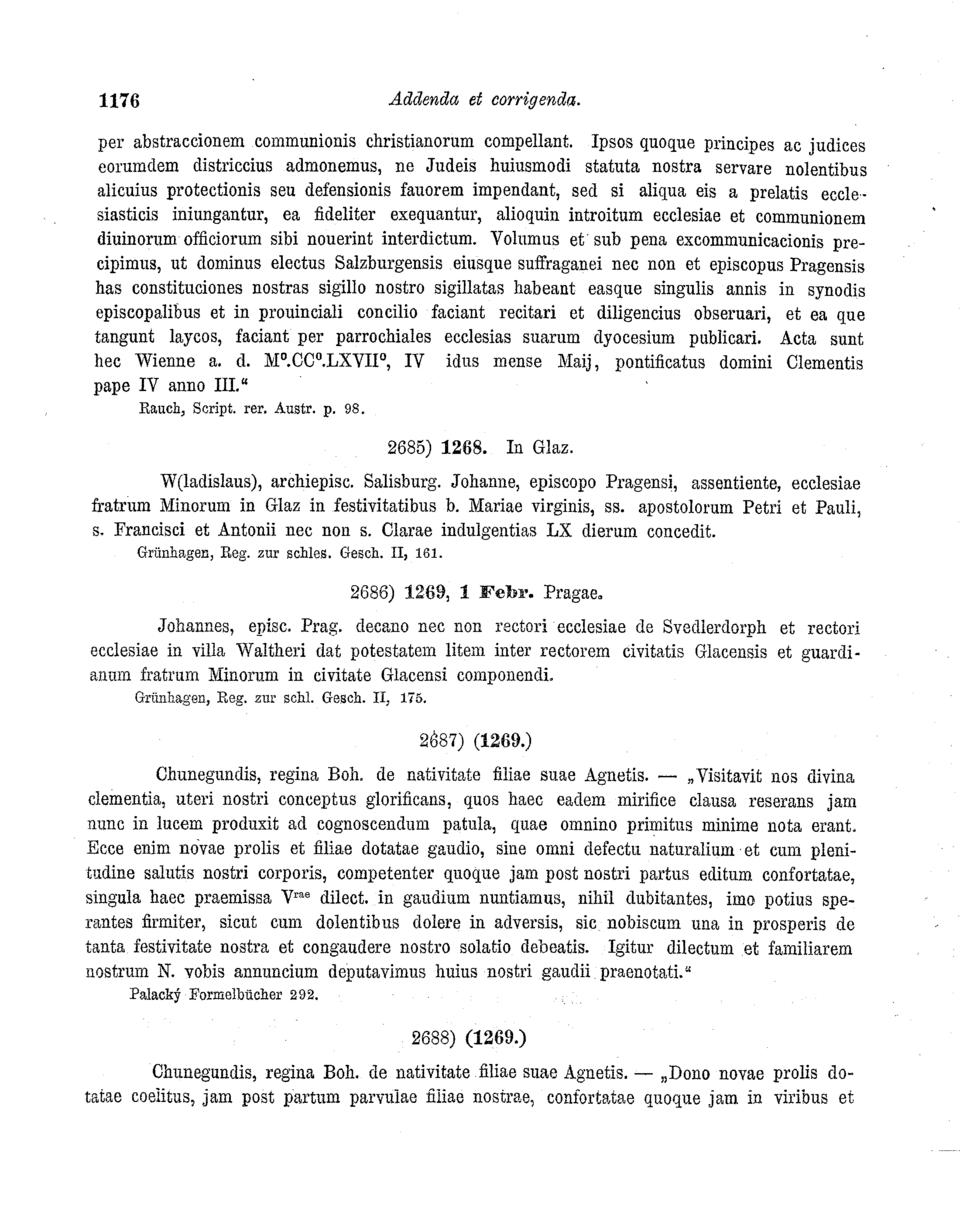 1176 Addenda et corrigenda.
per abstraccionem communionis christianorum compellant. Ipsos quoque principes ac judices
eorumdem districcius admonemus, ne Judeis huiusmodi statuta nostra servare nolentibus
alicuius protectionis seu defensionis fauorem impendant, sed si aliqua eis a prelatis eccle-
siasticis iniungantur, ea fideliter exequantur, alioquin introitum ecclesiae et communionem
diuinorum officiorum sibi nouerint interdictum. Volumus et sub pena excommunicacionis pre-
cipimus, ut dominus electus Salzburgensis eiusque suffraganei nec non et episcopus Pragensis
has constituciones nostras sigillo nostro sigillatas habeant easque singulis annis in synodis
episcopalibus et in prouinciali concilio faciant recitari et diligencius obseruari, et ea que
tangunt laycos, faciant per parrochiales ecclesias suarum dyocesium publicari. Acta sunt
hec Wienne a. d. M⁰.CC⁰.LXVII⁰, IV idus mense Maij, pontificatus domini Clementis
pape IV anno III.“
Rauch, Script. rer. Austr. p. 98.
2685) 1268. In Glaz.
W(ladislaus), archiepisc. Salisburg. Johanne, episcopo Pragensi, assentiente, ecclesiae
fratrum Minorum in Glaz in festivitatibus b. Mariae virginis, ss. apostolorum Petri et Pauli,
s. Francisci et Antonii nec non s. Clarae indulgentias LX dierum concedit.
Grünhagen, Reg. zur schles. Gesch. II, 161.
2686) 1269, 1 Febr. Pragae.
Johannes, episc. Prag. decano nec non rectori ecclesiae de Svedlerdorph et rectori
ecclesiae in villa Waltheri dat potestatem litem inter rectorem civitatis Glacensis et guardi-
anum fratrum Minorum in civitate Glacensi componendi.
Grünhagen, Reg. zur schl. Gesch. II, 175.
2687) (1269.)
Chunegundis, regina Boh. de nativitate filiae suae Agnetis. — „Visitavit nos divina
clementia, uteri nostri conceptus glorificans, quos haec eadem mirifice clausa reserans jam
nunc in lucem produxit ad cognoscendum patula, quae omnino primitus minime nota erant.
Ecce enim novae prolis et filiae dotatae gaudio, sine omni defectu naturalium et cum pleni-
tudine salutis nostri corporis, competenter quoque jam post nostri partus editum confortatae,
singula haec praemissa Vʳᵃᵉ dilect. in gaudium nuntiamus, nihil dubitantes, imo potius spe-
rantes firmiter, sicut cum dolentibus dolere in adversis, sic nobiscum una in prosperis de
tanta festivitate nostra et congaudere nostro solatio debeatis. Igitur dilectum et familiarem
nostrum N. vobis annuncium deputavimus huius nostri gaudii praenotati.“
Palacký Formelbücher 292.
2688) (1269.)
Chunegundis, regina Boh. de nativitate filiae suae Agnetis. — „Dono novae prolis do-
tatae coelitus, jam post partum parvulae filiae nostrae, confortatae quoque jam in viribus et